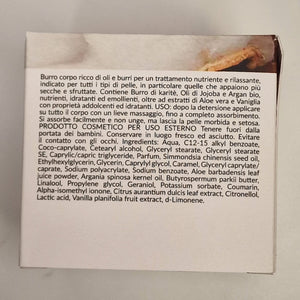 Burro corpo ricco di oli e burri per un trattamento nutriente e rilassante,
indicato per tutti i tipi di pelle, in particolare quelle che appaiono più
secche e sfruttate. Contiene Burro di karitè, Oli di Jojoba e Argan bio,
nutrienti, idratanti ed emollienti, oltre ad estratti di Aloe vera e Vaniglia
con proprietà addolcenti ed idratanti. USO: dopo la detersione applicare
su tutto il corpo con un lieve massaggio, fino a completo assorbimento.
Si assorbe facilmente e non unge, ma lascia la pelle morbida e setosa.
PRODOTTO COSMETICO PER USO ESTERNO Tenere fuori dalla
portata dei bambini. Conservare in luogo fresco ed asciutto. Evitare
il contatto con gli occhi. Ingredienti: Aqua, C12-15 alkyl benzoate,
Coco-caprylate, Cetearyl alcohol, Glyceryl stearate, Glyceryl stearate
SE, Caprylic/capric triglyceride, Parfum, Simmondsia chinensis seed oil,
Ethylhexylglycerin, Glycerin, Caprylyl glycol, Caramel, Glyceryl caprylate/
caprate, Sodium polyacrylate, Sodium benzoate, Aloe barbadensis leaf
juice powder, Argania spinosa kernel oil, Butyrospermum parkii butter,
Linalool, Propylene glycol, Geraniol, Potassium sorbate, Coumarin,
Alpha-isomethyl ionone, Citrus aurantium dulcis leaf extract, Citronellol,
Lactic acid, Vanilla planifolia fruit extract, d-Limonene.